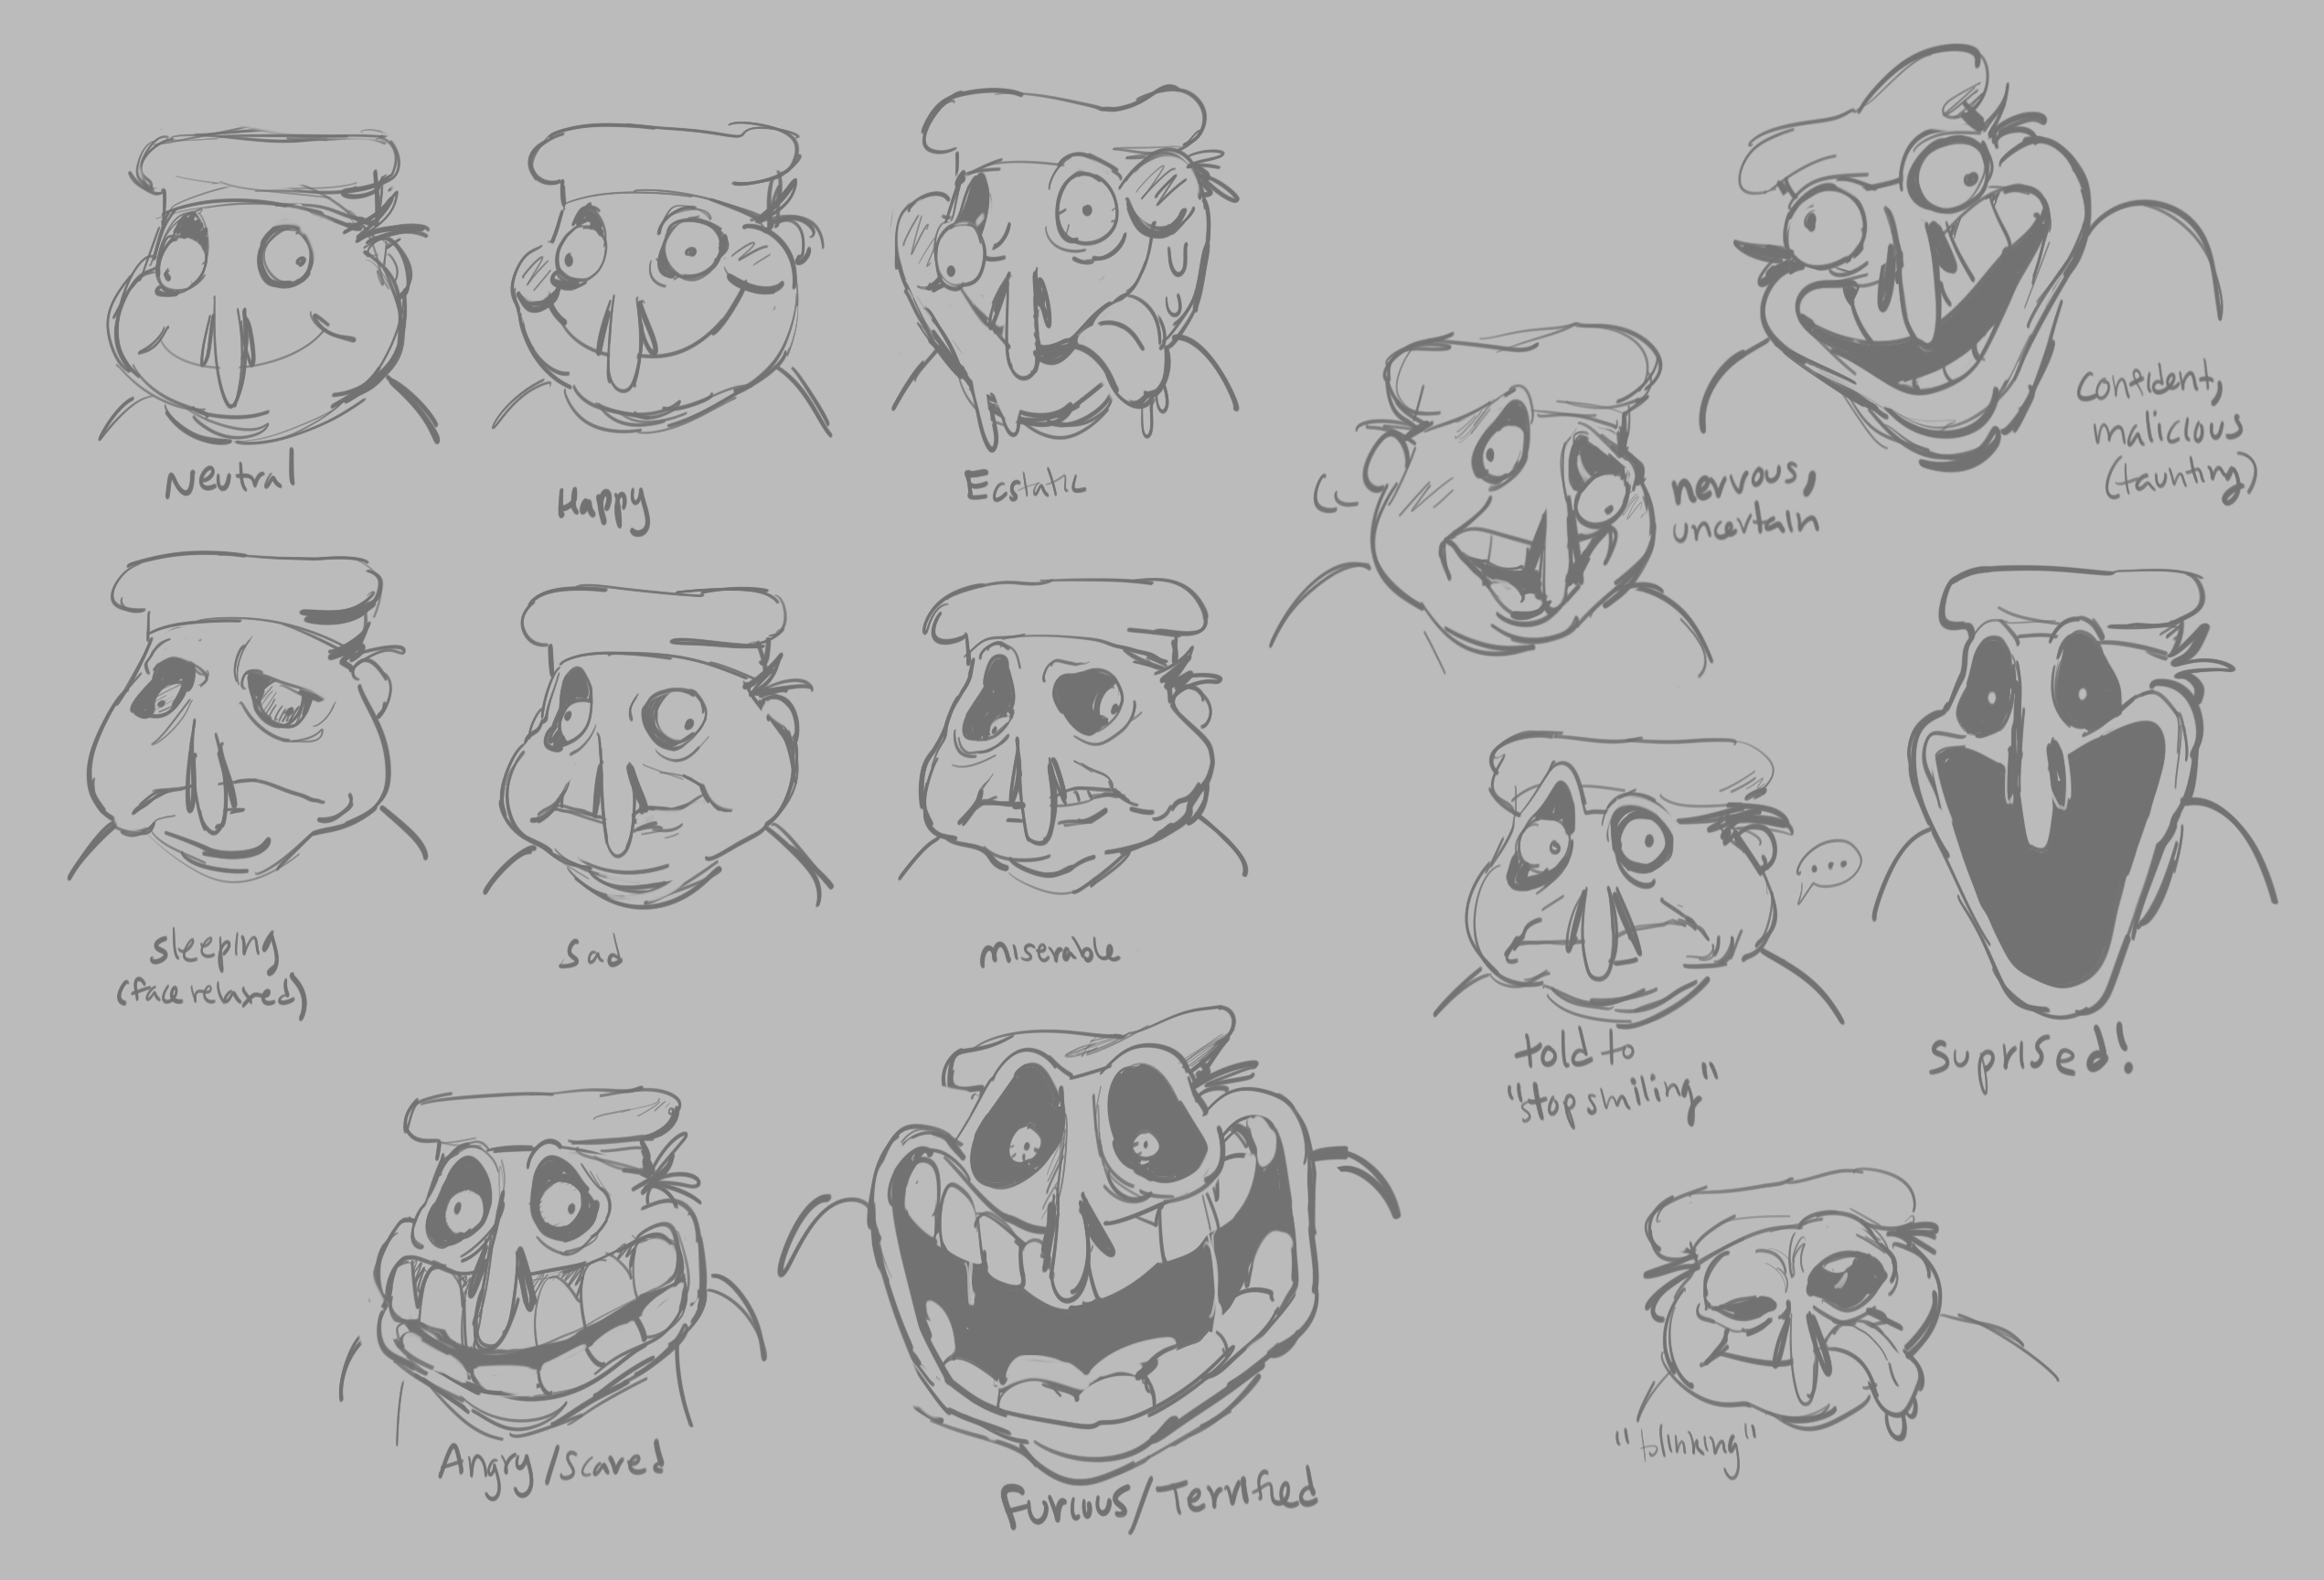 Neutral
Happy
Ecstatic
nervous,
uncertain
confident,
malicious
(taunting)
sleeping
(face relaxed)
Sad
miserable
told to
"stop smiling"
SuprISed!
Angry/Scared
Furious/Terrified
"blinking"